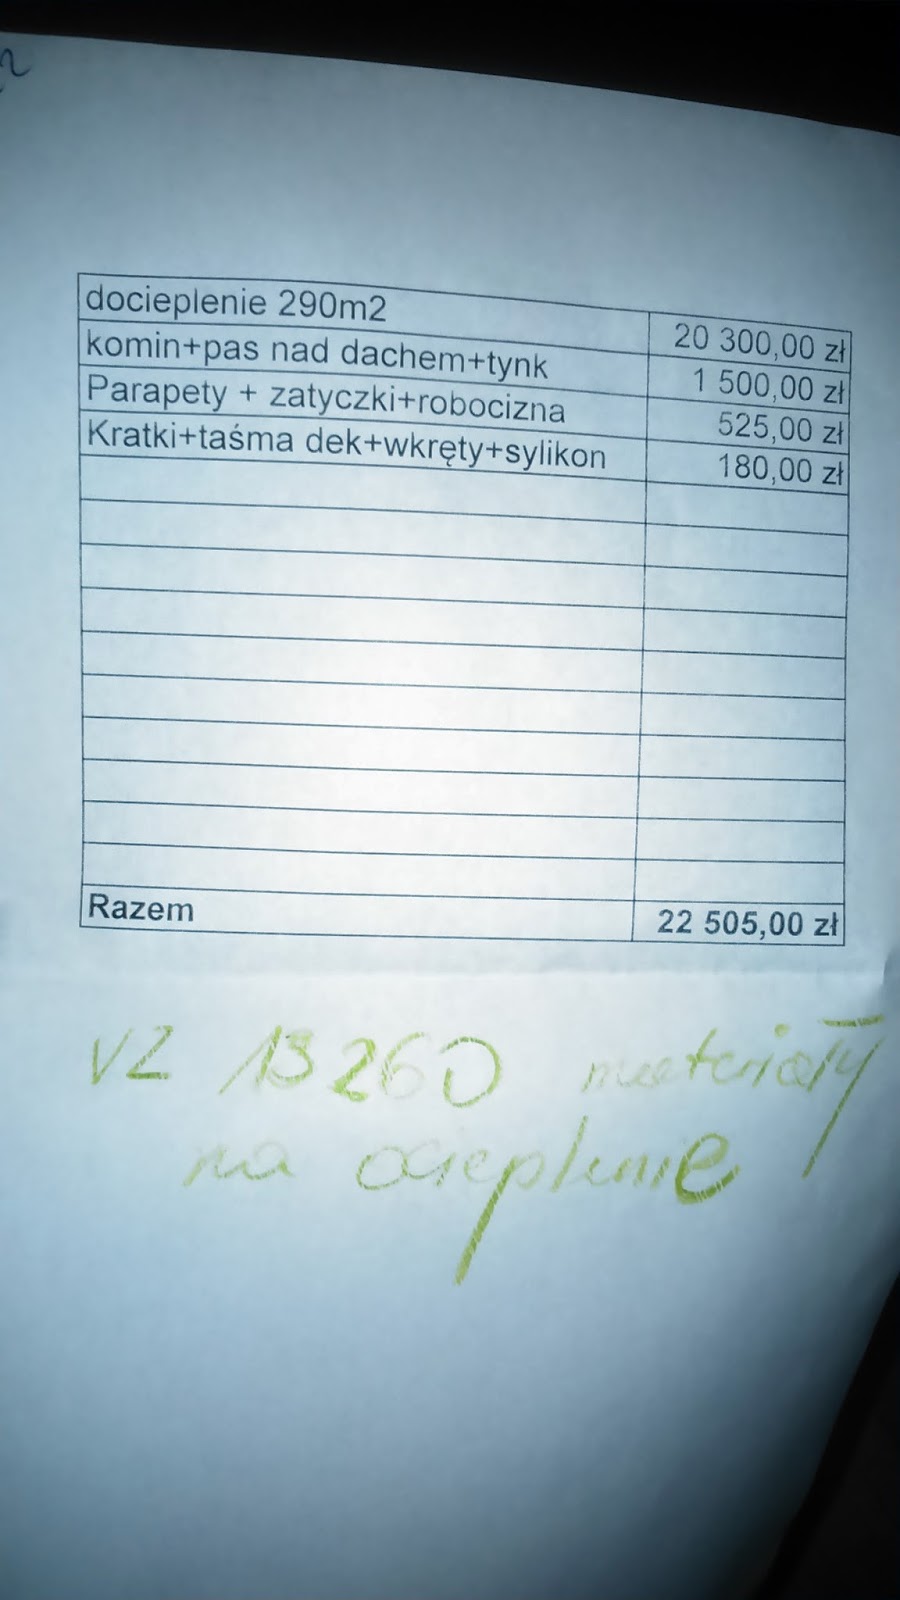 docieplenie 290m2 20 300,00 zł
komin+pas nad dachem+tynk 1 500,00 zł
Parapety + zatyczki+robocizna 525,00 zł
Kratki+taśma dek+wkręty+sylikon 180,00 zł
Razem 22 505,00 zł
VZ 13260 materiały
na ocieplenie